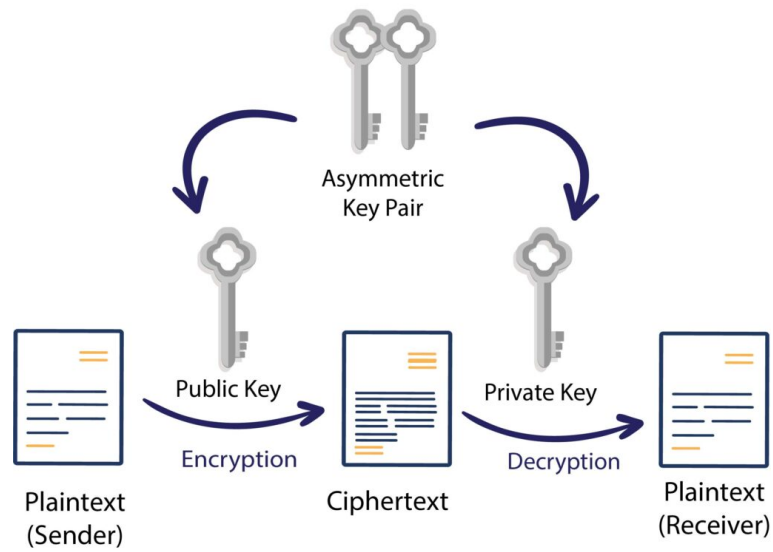 Asymmetric
Key Pair
Public Key
Private Key
Encryption
Decryption
Plaintext
(Sender)
Ciphertext
Plaintext
(Receiver)